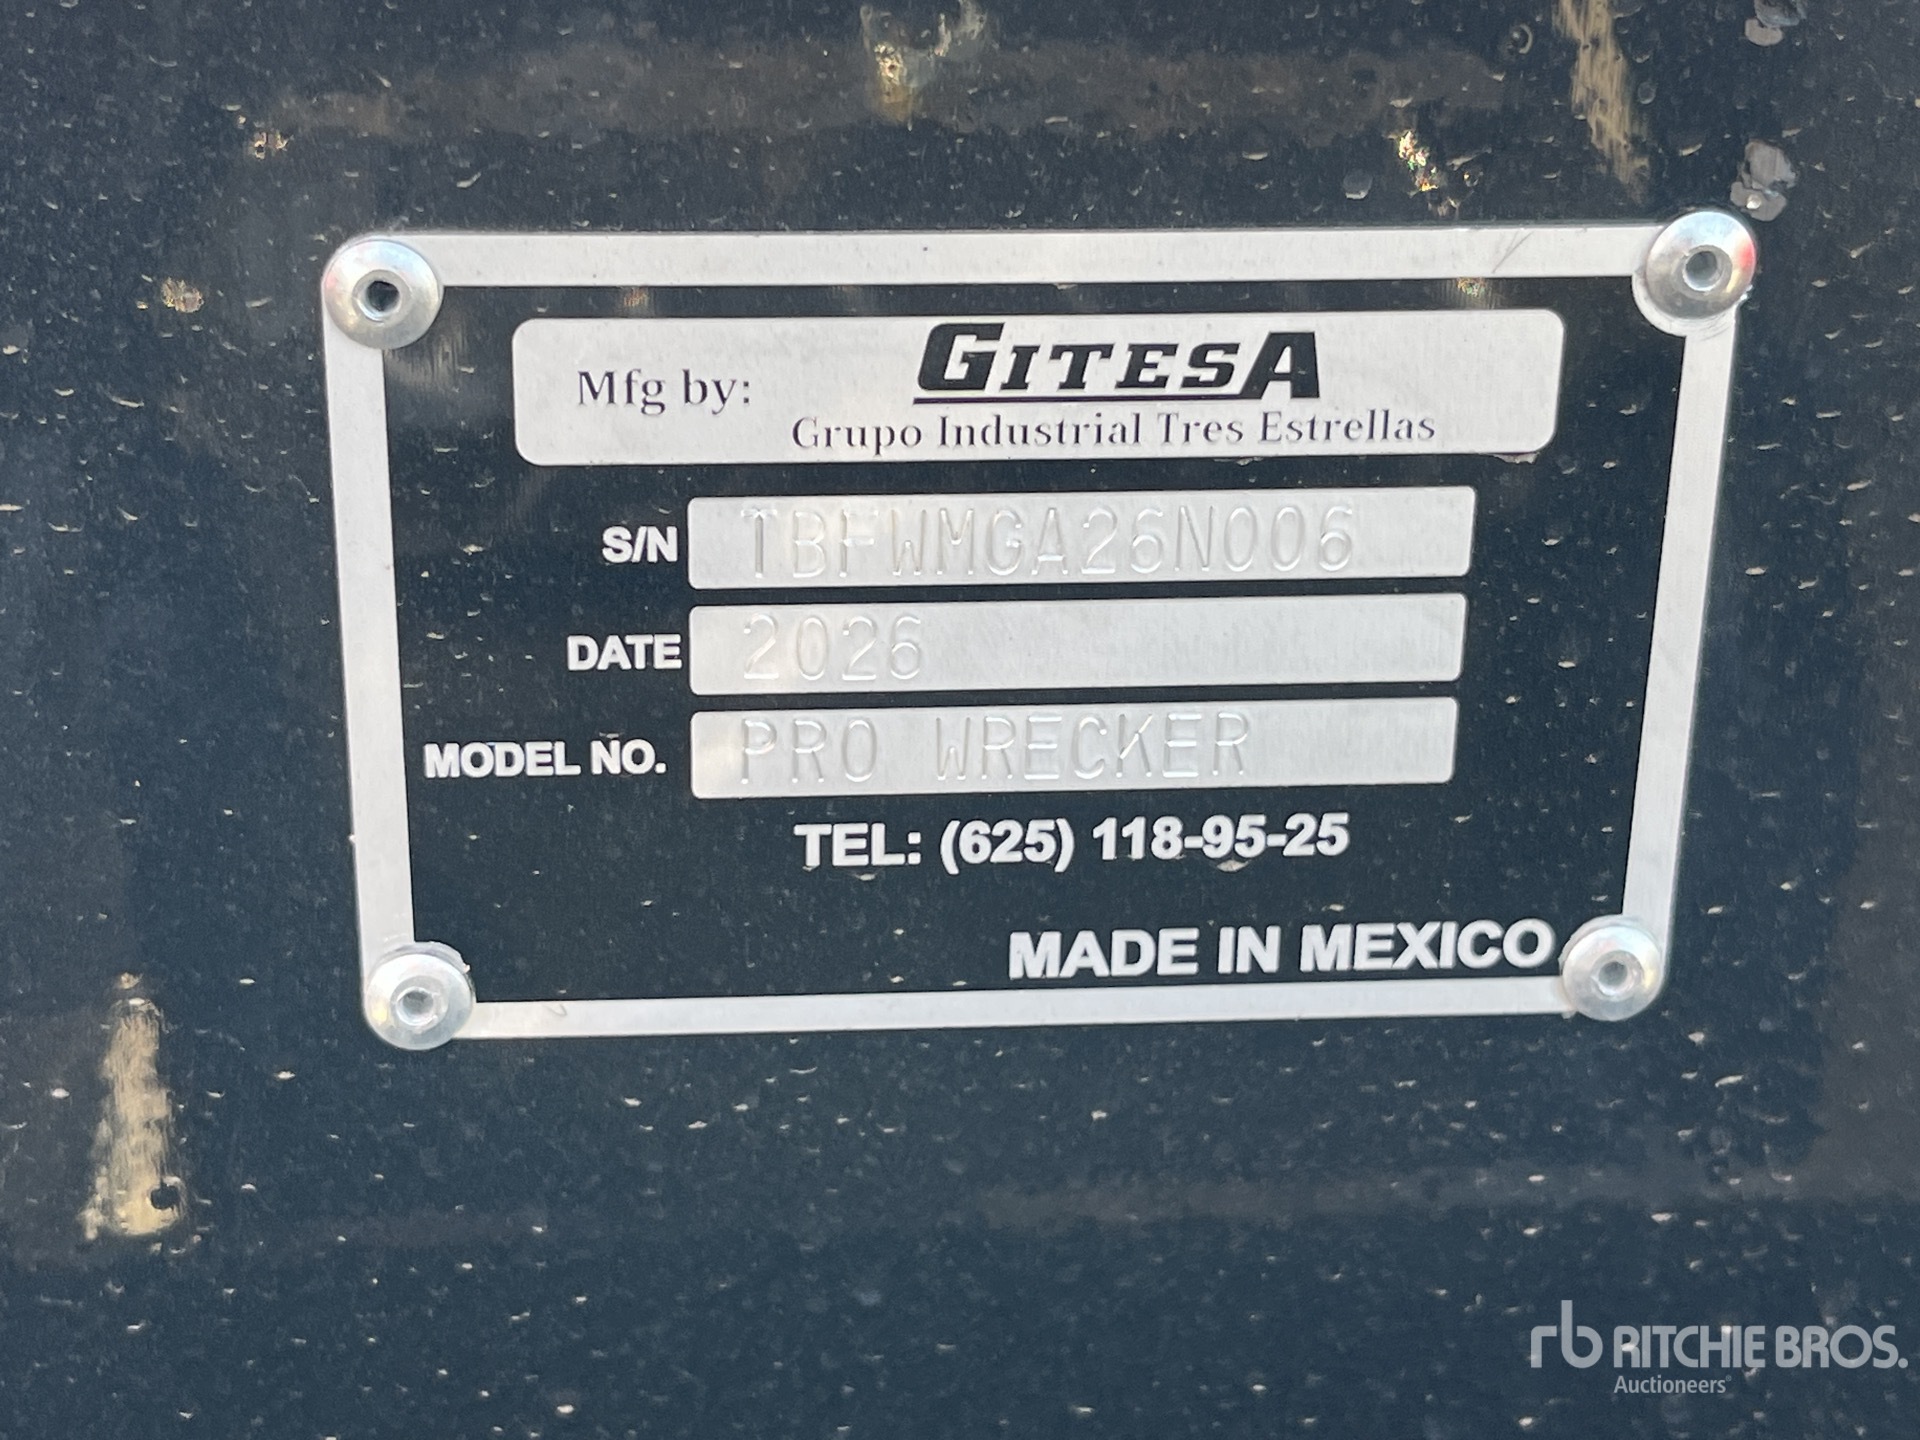 Mfg by: GITESA
Grupo Industrial Tres Estrellas
S/N TBFWMGA26N006
DATE 2026
MODEL NO. PRO WRECKER
TEL: (625) 118-95-25
MADE IN MEXICO
rb RITCHIE BROS.
Auctioneers